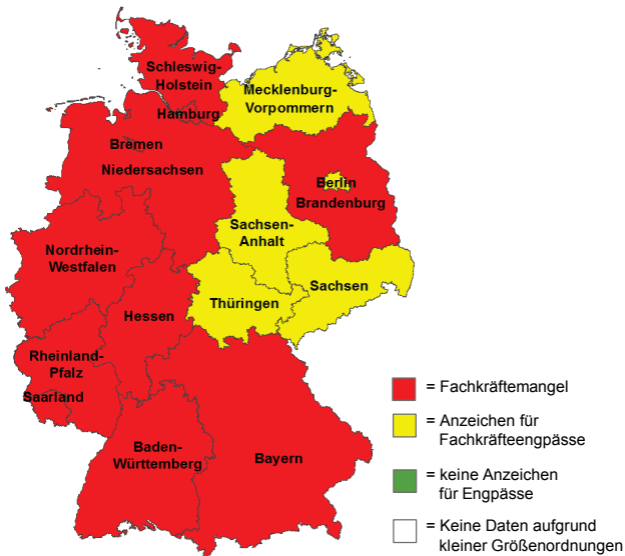 Schleswig-
Holstein
Mecklenburg-
Vorpommern
Hamburg
Bremen
Niedersachsen
Berlin
Brandenburg
Sachsen-
Anhalt
Nordrhein-
Westfalen
Sachsen
Thüringen
Hessen
Rheinland-
Pfalz
Saarland
Baden-
Württemberg
Bayern
= Fachkräftemangel
= Anzeichen für
Fachkräfteengpässe
= keine Anzeichen
für Engpässe
= Keine Daten aufgrund
kleiner Größenordnungen